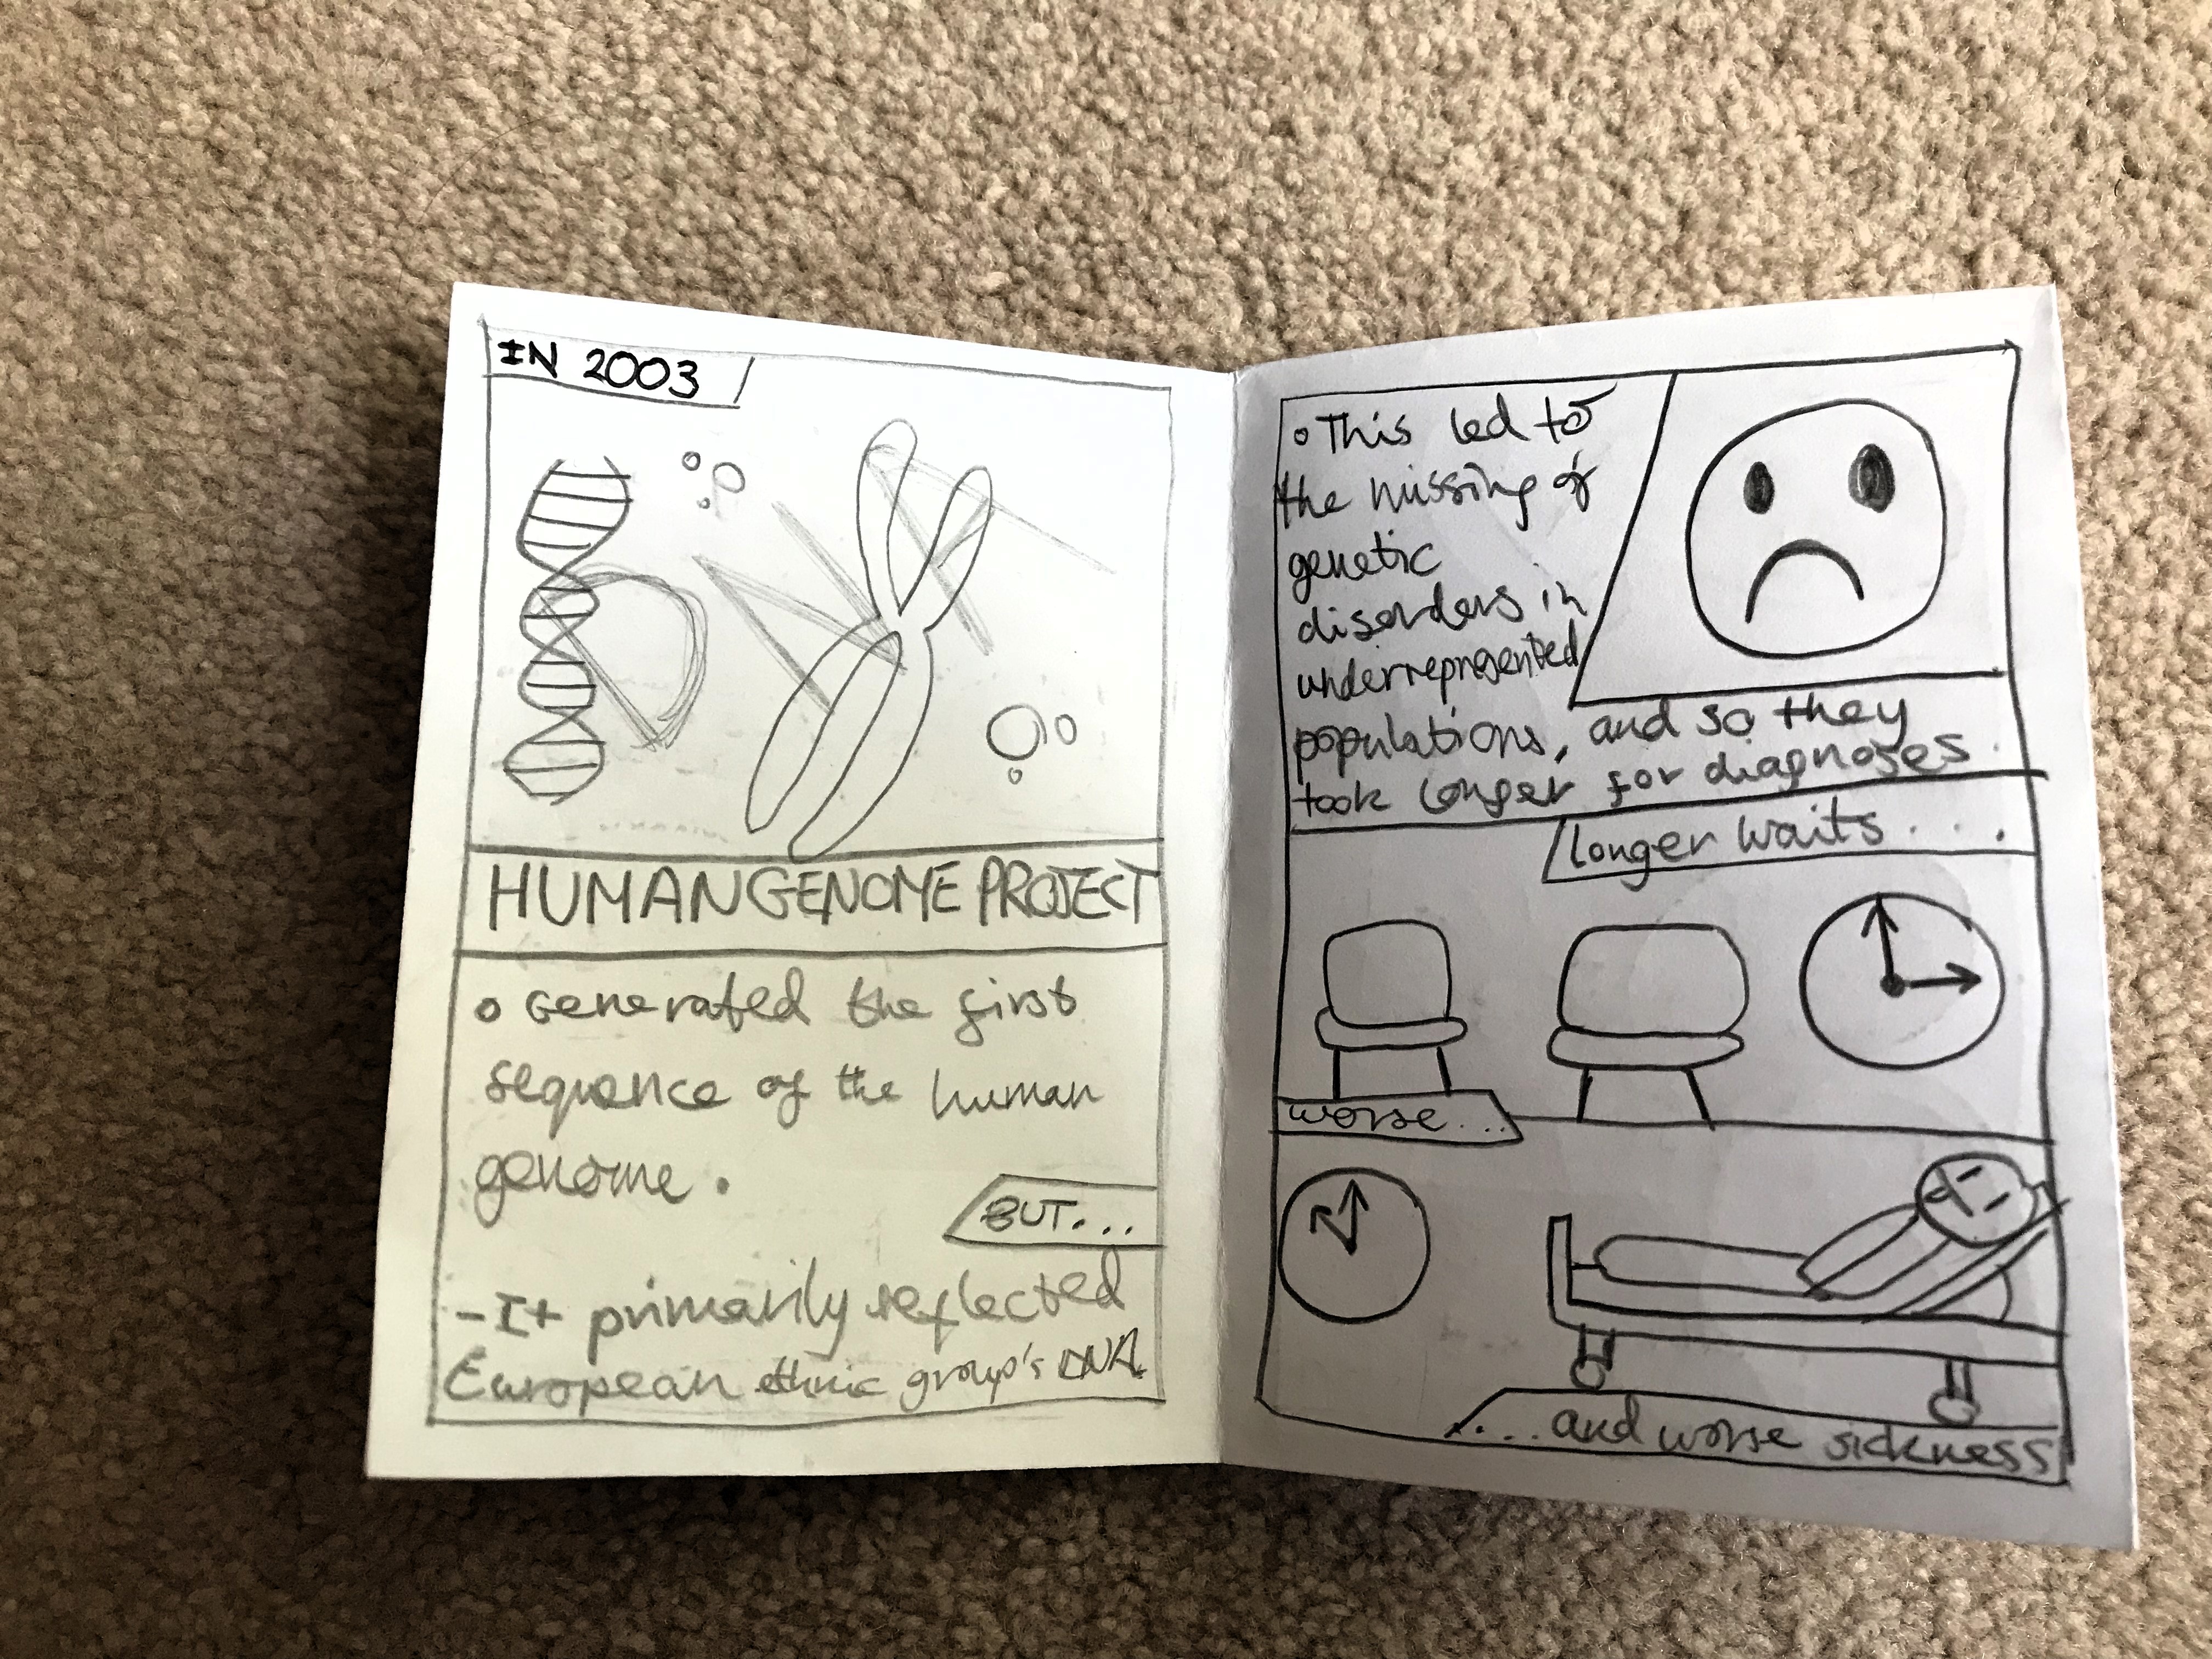 IN 2003
HUMAN GENOME PROJECT
o Generated the first
sequence of the human
genome.
BUT...
- It primarily reflected
European ethnic group's DNA
o This led to
the missing of
genetic
disorders in
underrepresented
populations, and so they
took longer for diagnoses.
longer waits....
worse...
....and worse sickness